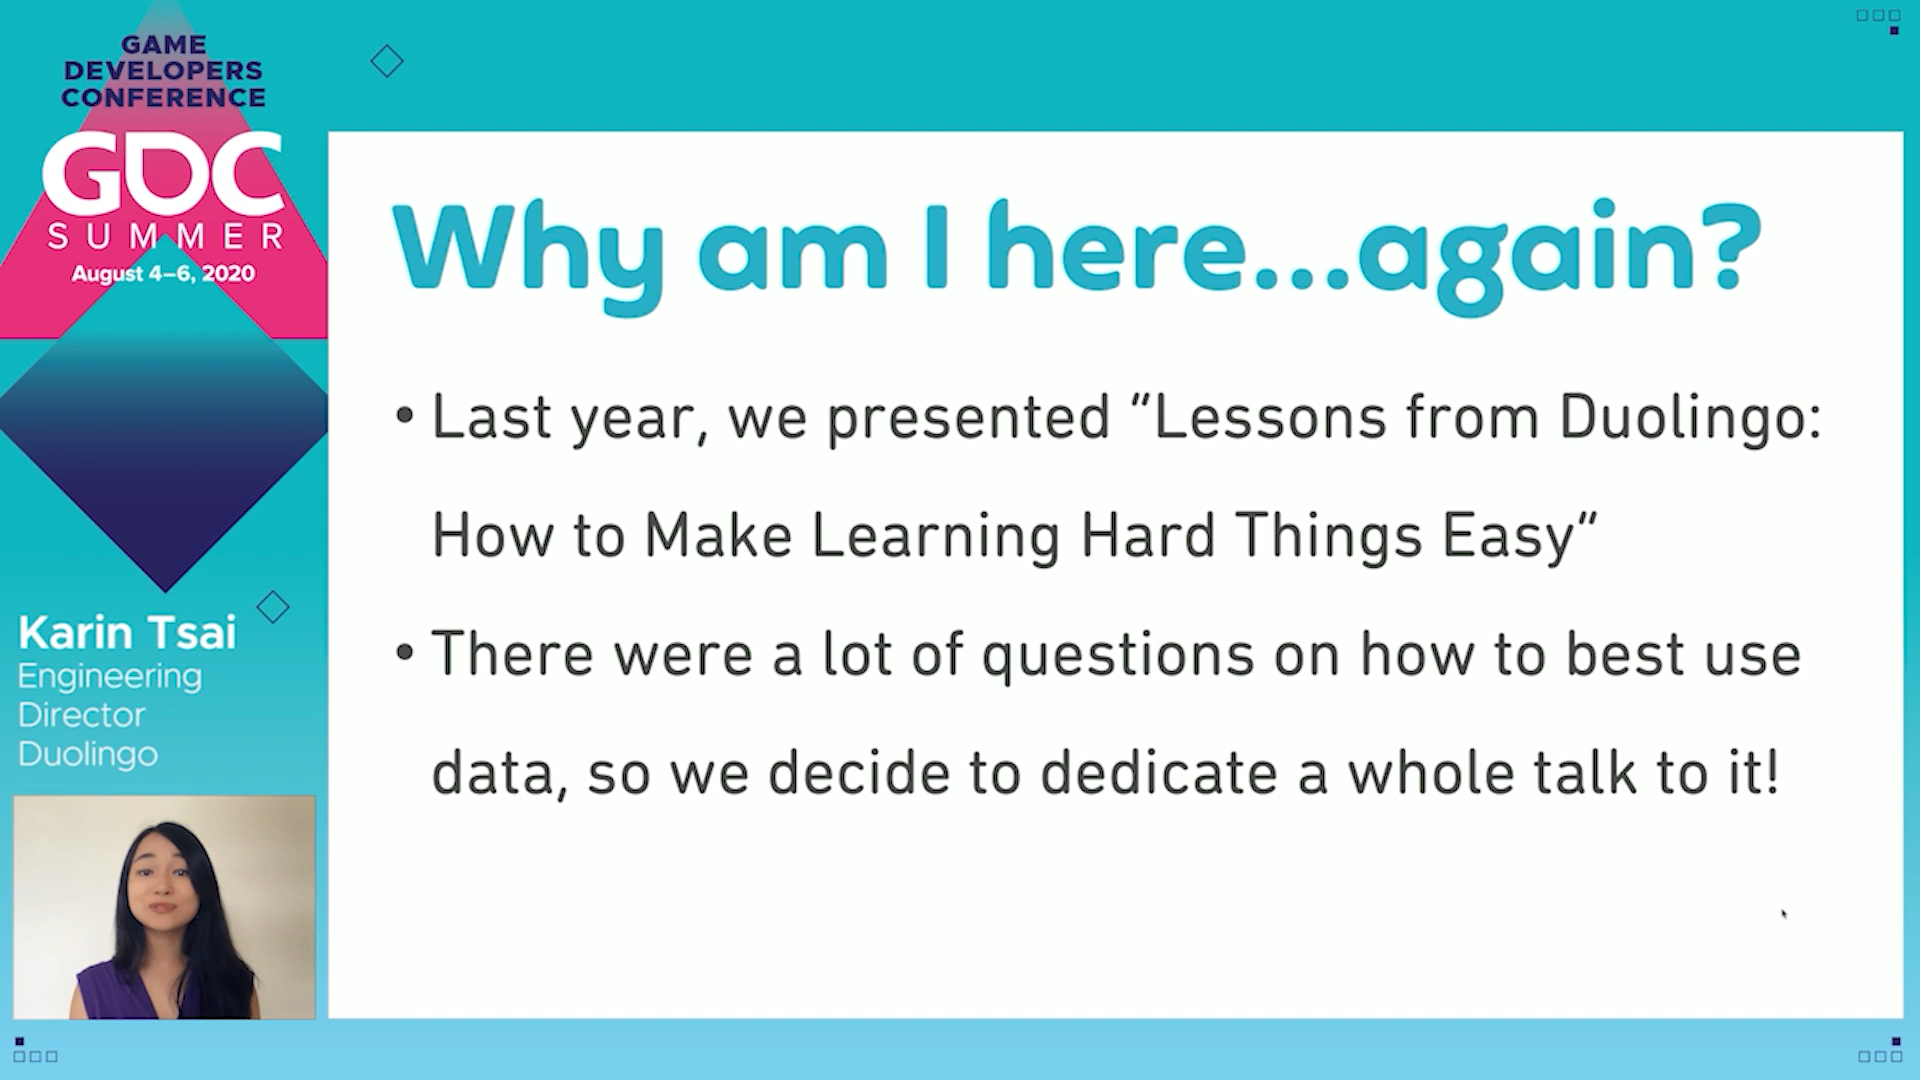 GAME
DEVELOPERS
CONFERENCE
GDC
SUMMER
August 4–6, 2020
Why am I here...again?
• Last year, we presented “Lessons from Duolingo:
How to Make Learning Hard Things Easy”
• There were a lot of questions on how to best use
data, so we decide to dedicate a whole talk to it!
Karin Tsai
Engineering
Director
Duolingo